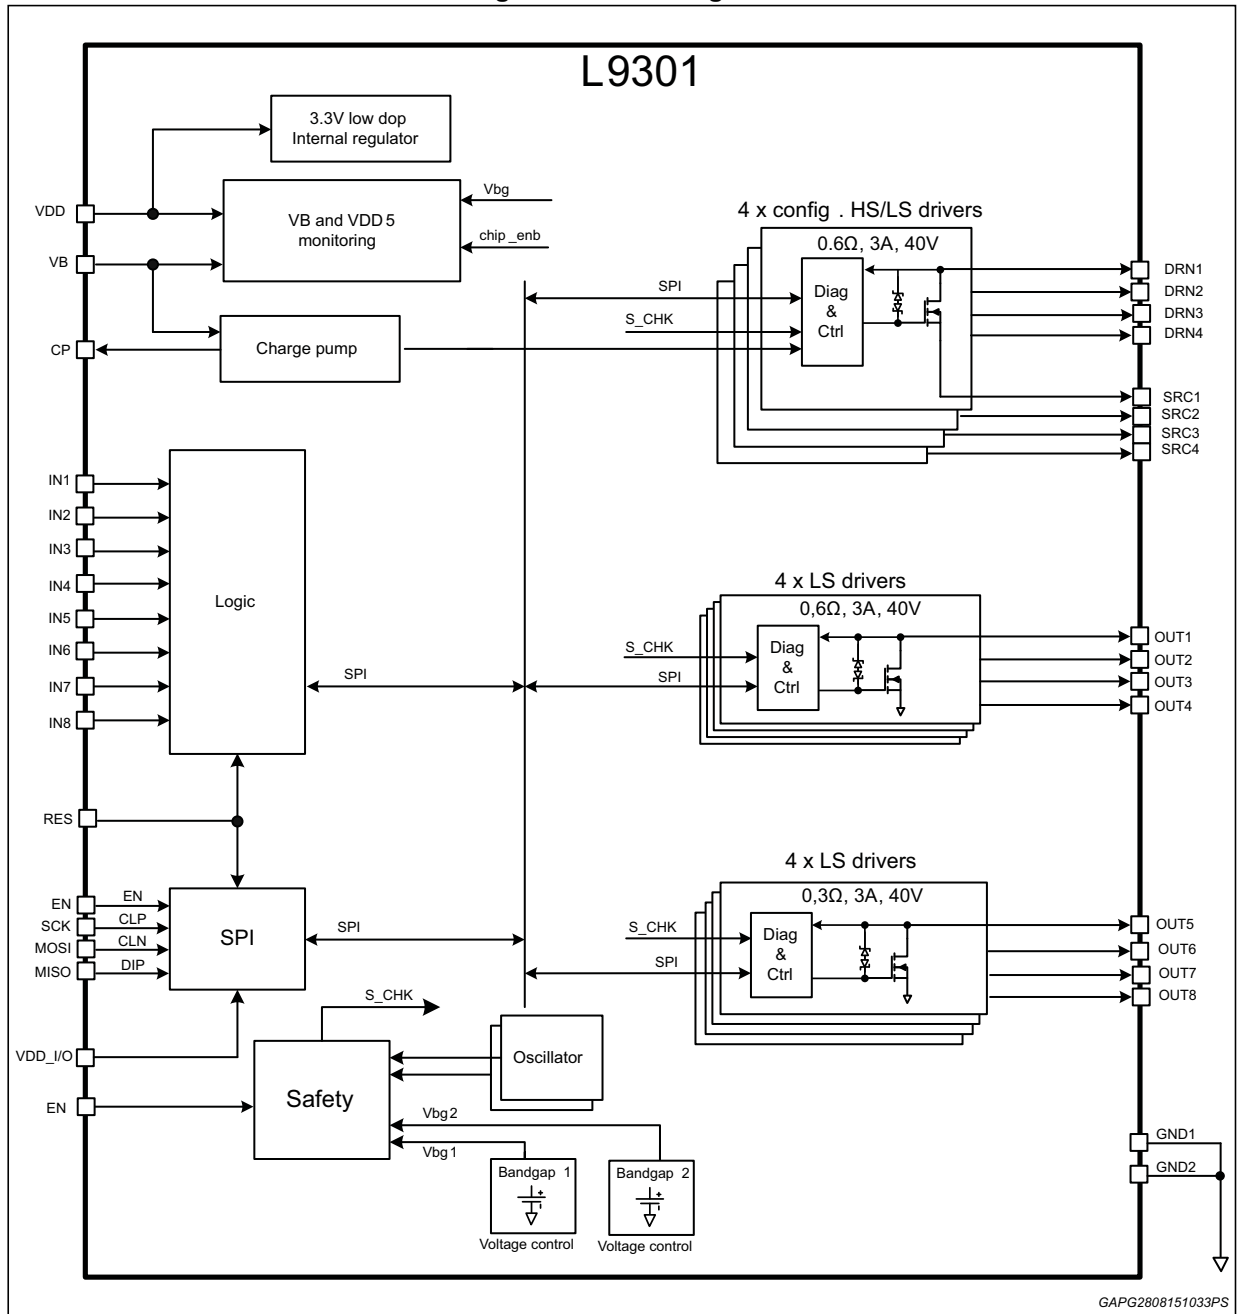 L9301
3.3V low dop
Internal regulator
VDD
VB
CP
VB and VDD 5
monitoring
Vbg
chip_enb
Charge pump
4 x config . HS/LS drivers
0.6Ω, 3A, 40V
SPI
S_CHK
Diag
&
Ctrl
DRN1
DRN2
DRN3
DRN4
SRC1
SRC2
SRC3
SRC4
IN1
IN2
IN3
IN4
IN5
IN6
IN7
IN8
Logic
SPI
4 x LS drivers
0,6Ω, 3A, 40V
S_CHK
SPI
Diag
&
Ctrl
OUT1
OUT2
OUT3
OUT4
RES
EN
SCK
MOSI
MISO
EN
CLP
CLN
DIP
SPI
SPI
4 x LS drivers
0,3Ω, 3A, 40V
S_CHK
SPI
Diag
&
Ctrl
OUT5
OUT6
OUT7
OUT8
VDD_I/O
EN
S_CHK
Safety
Oscillator
Vbg2
Vbg1
Bandgap 1
Voltage control
Bandgap 2
Voltage control
GND1
GND2
GAPG2808151033PS